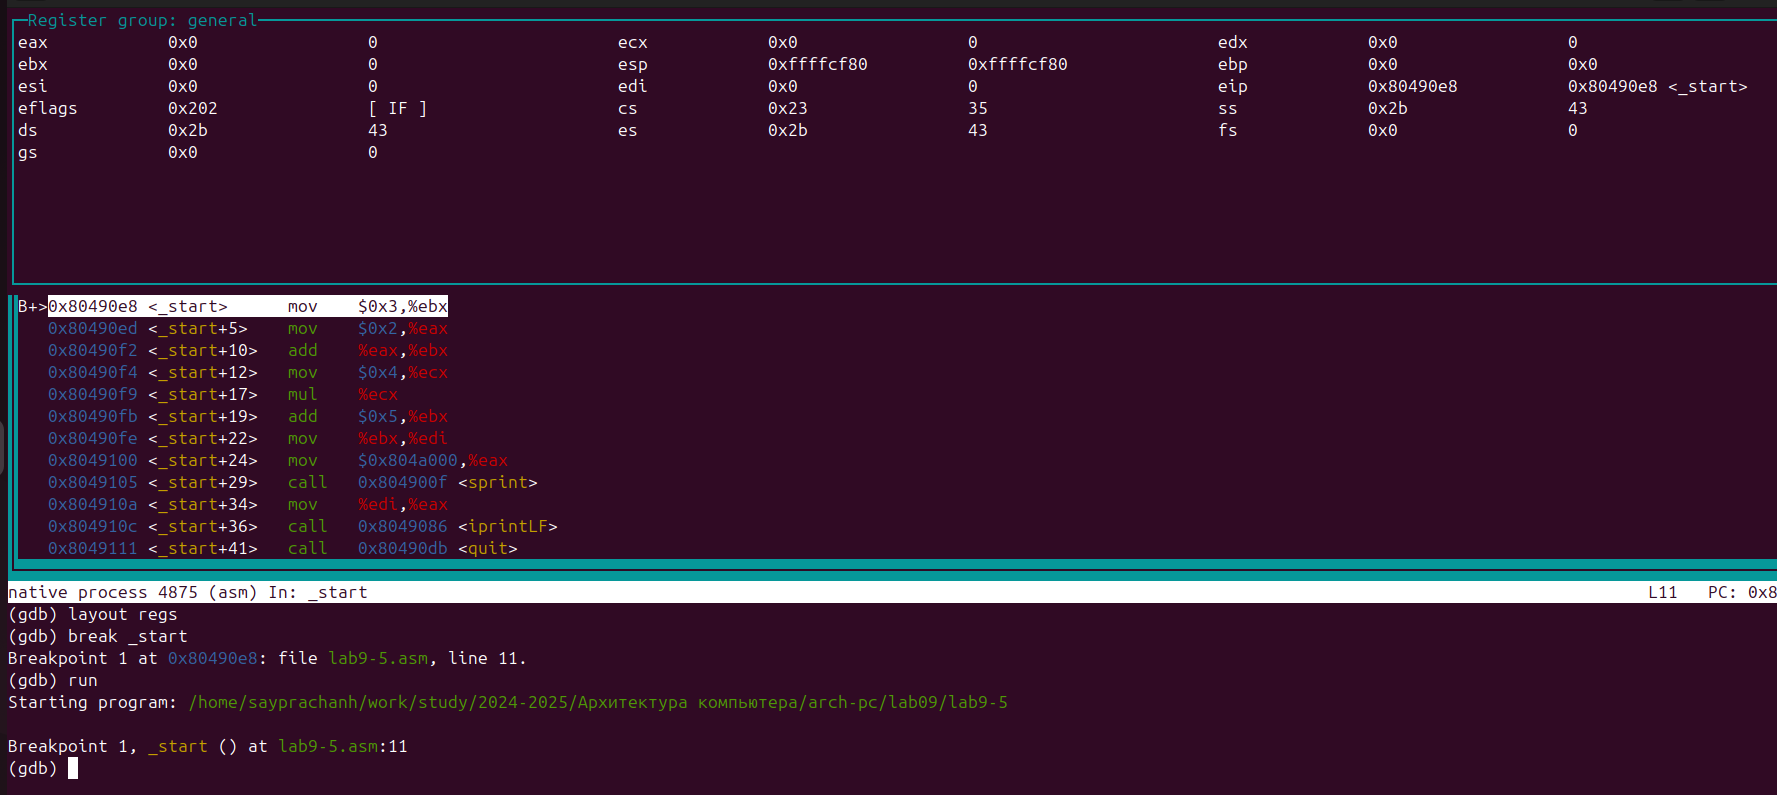 Register group: general
eax 0x0 0 ecx 0x0 0 edx 0x0 0
ebx 0x0 0 esp 0xffffcf80 0xffffcf80 ebp 0x0 0x0
esi 0x0 0 edi 0x0 0 eip 0x80490e8 0x80490e8 <_start>
eflags 0x202 [ IF ] cs 0x23 35 ss 0x2b 43
ds 0x2b 43 es 0x2b 43 fs 0x0 0
gs 0x0 0
B+>0x80490e8 <_start> mov $0x3,%ebx
0x80490ed <_start+5> mov $0x2,%eax
0x80490f2 <_start+10> add %eax,%ebx
0x80490f4 <_start+12> mov $0x4,%ecx
0x80490f9 <_start+17> mul %ecx
0x80490fb <_start+19> add $0x5,%ebx
0x80490fe <_start+22> mov %ebx,%edi
0x8049100 <_start+24> mov $0x804a000,%eax
0x8049105 <_start+29> call 0x804900f <sprint>
0x804910a <_start+34> mov %edi,%eax
0x804910c <_start+36> call 0x8049086 <iprintLF>
0x8049111 <_start+41> call 0x80490db <quit>
native process 4875 (asm) In: _start L11 PC: 0x8
(gdb) layout regs
(gdb) break _start
Breakpoint 1 at 0x80490e8: file lab9-5.asm, line 11.
(gdb) run
Starting program: /home/sayprachanh/work/study/2024-2025/Архитектура компьютера/arch-pc/lab09/lab9-5
Breakpoint 1, _start () at lab9-5.asm:11
(gdb)